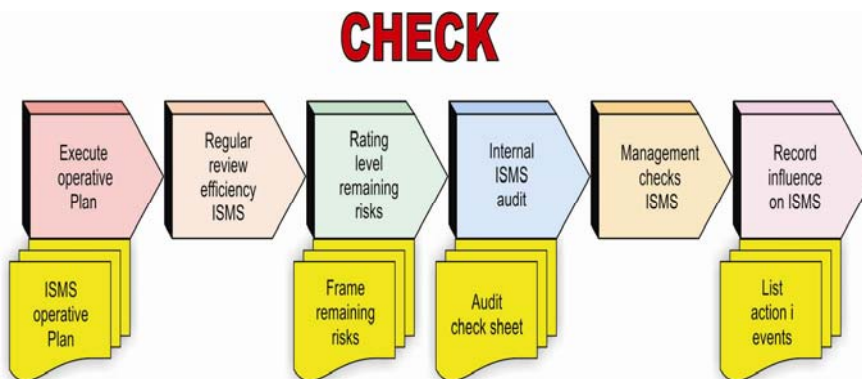 CHECK
Execute
operative
Plan
Regular
review
efficiency
ISMS
Rating
level
remaining
risks
Internal
ISMS
audit
Management
checks
ISMS
Record
influence
on ISMS
ISMS
operative
Plan
Frame
remaining
risks
Audit
check sheet
List
action i
events